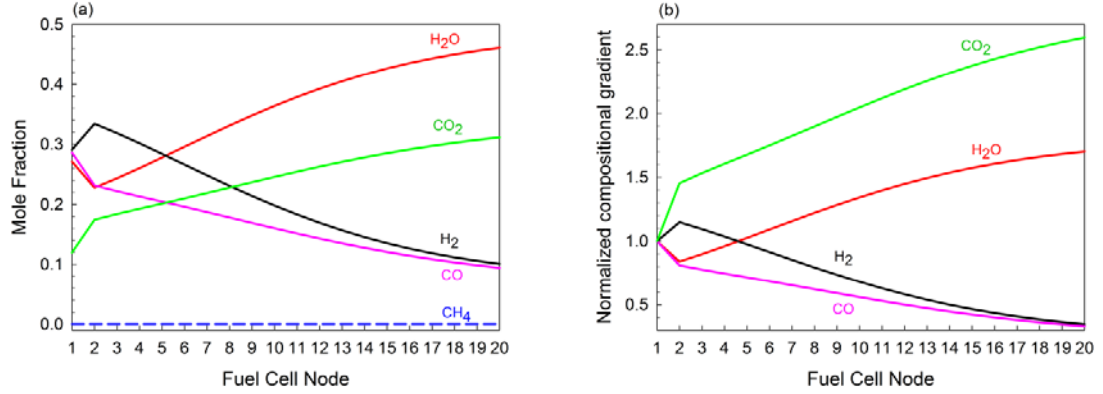 (a)
Mole Fraction
0.5
0.4
0.3
0.2
0.1
0.0
H2O
CO2
H2
CO
CH4
1 2 3 4 5 6 7 8 9 10 11 12 13 14 15 16 17 18 19 20
Fuel Cell Node
(b)
Normalized compositional gradient
2.5
2.0
1.5
1.0
0.5
CO2
H2O
H2
CO
1 2 3 4 5 6 7 8 9 10 11 12 13 14 15 16 17 18 19 20
Fuel Cell Node